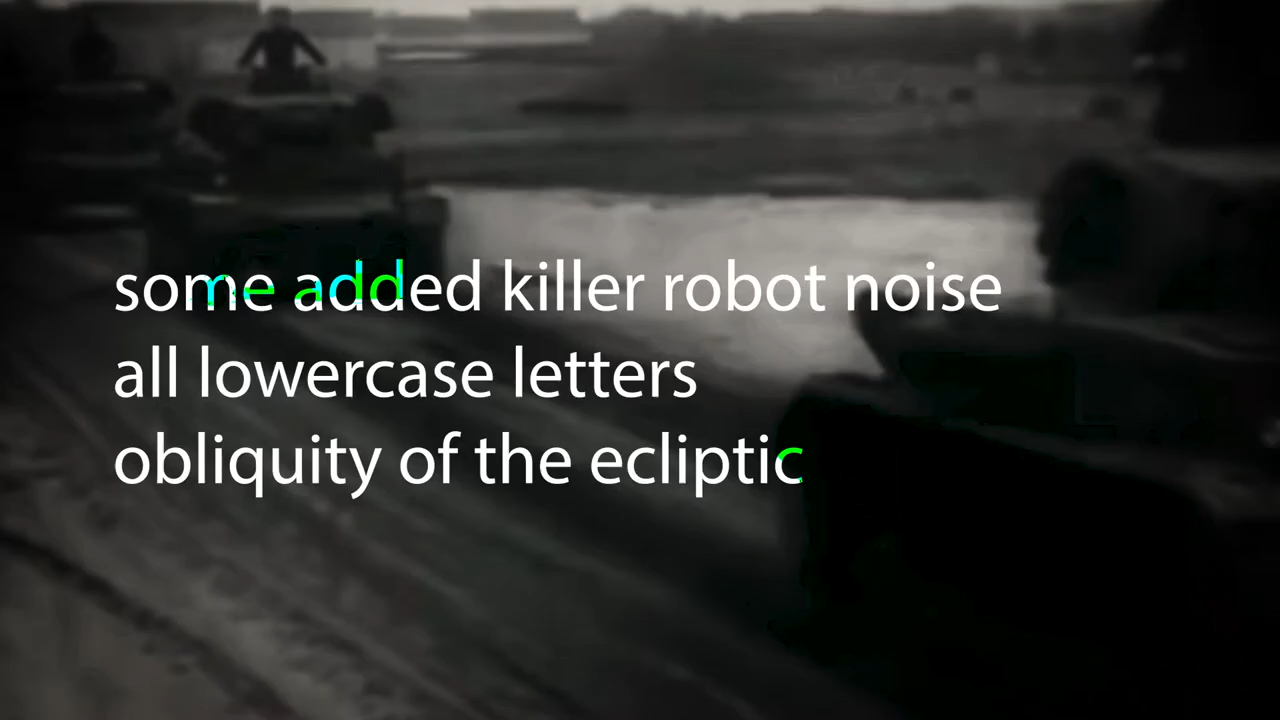 some added killer robot noise
all lowercase letters
obliquity of the ecliptic